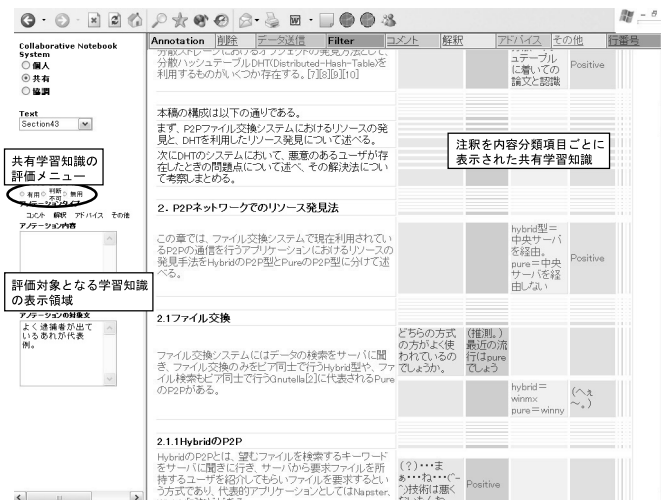 Collaborative Notebook
System
個人
共有
協調
Text
Section43
共有学習知識の
評価メニュー
有用 判断不可 無用
アノテーションタイプ
コメント 解釈 アドバイス その他
アノテーション内容
評価対象となる学習知識
の表示領域
アノテーションの対象文
よく逮捕者が出て
いるあれが代表
例。
Annotation 削除 データ送信 Filter コメント 解釈 アドバイス その他 行番号
分散ストレージにおけるオブジェクトの発見方法として、
分散ハッシュテーブルDHT(Distributed-Hash-Table)を
利用するものがいくつか存在する。[7][8][9][10]
ュテーブル
に着いての
論文と認識
Positive
本稿の構成は以下の通りである。
まず、P2Pファイル交換システムにおけるリソースの発
見と、DHTを利用したリソース発見について述べる。
次にDHTのシステムにおいて、悪意のあるユーザが存
在したときの問題点について述べ、その解決法につい
て考察しまとめる。
注釈を内容分類項目ごとに
表示された共有学習知識
2. P2Pネットワークでのリソース発見法
この章では、ファイル交換システムで現在利用されてい
るP2Pの通信を行うアプリケーションにおけるリソースの
発見手法をHybridのP2P型とPureのP2P型に分けて述
べる。
hybrid型＝
中央サーバ
を経由。
pure＝中央
サーバを経
由しない
Positive
2.1ファイル交換
ファイル交換システムにはデータの検索をサーバに聞
き、ファイル交換のみをピア同士で行うHybrid型や、ファ
イル検索もピア同士で行うGnutella[2]に代表されるPure
のP2Pがある。
どちらの方式
の方がよく使
われているの
でしょうか。
(推測。)
最近の流
行はpure
でしょう
hybrid＝
winmx
pure＝winny
(へぇ
～。)
2.1.1HybridのP2P
HybridのP2Pとは、望むファイルを検索するキーワード
をサーバに聞きに行き、サーバから要求ファイルを所
持するユーザを紹介してもらいファイルを要求するとい
う方式であり、代表的アプリケーションとしてはNapster、
(?)・・・ま
ぁ・・・ね・・・(^-
^;)技術は悪く
Positive